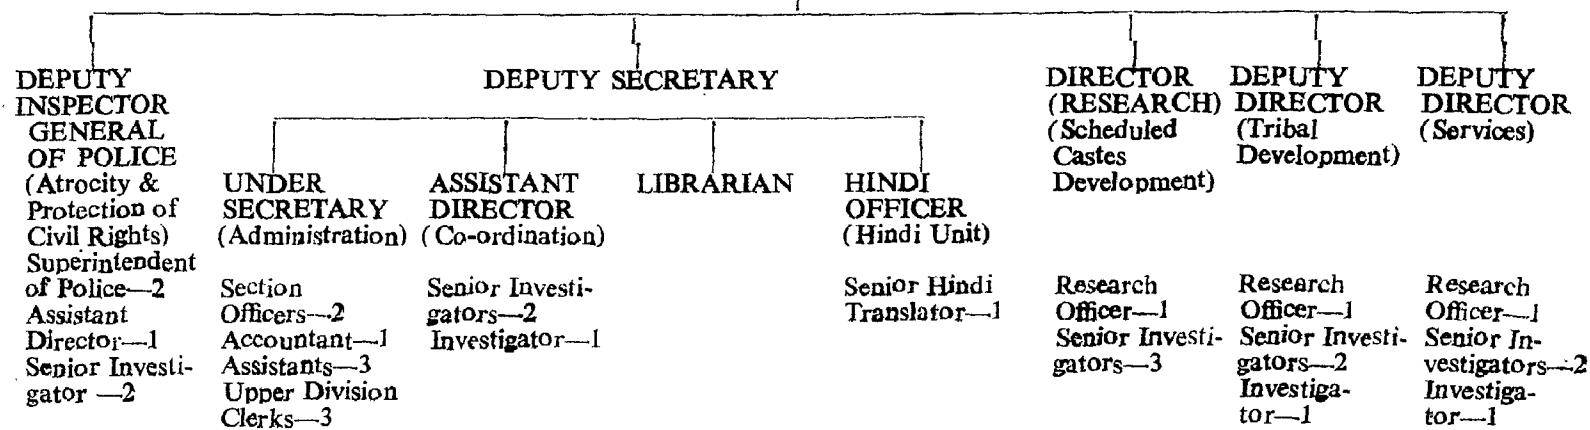 DEPUTY
INSPECTOR
GENERAL
OF POLICE
(Atrocity &
Protection of
Civil Rights)
Superintendent
of Police—2
Assistant
Director—1
Senior Investi-
gator —2
DEPUTY SECRETARY
UNDER
SECRETARY
(Administration)
Section
Officers—2
Accountant—1
Assistants—3
Upper Division
Clerks—3
ASSISTANT
DIRECTOR
(Co-ordination)
Senior Investi-
gators—2
Investigator—1
LIBRARIAN
HINDI
OFFICER
(Hindi Unit)
Senior Hindi
Translator—1
DIRECTOR
(RESEARCH)
(Scheduled
Castes
Development)
Research
Officer—1
Senior Investi-
gators—3
DEPUTY
DIRECTOR
(Tribal
Development)
Research
Officer—1
Senior Investi-
gators—2
Investiga-
tor—1
DEPUTY
DIRECTOR
(Services)
Research
Officer—1
Senior In-
vestigators—2
Investiga-
tor—1